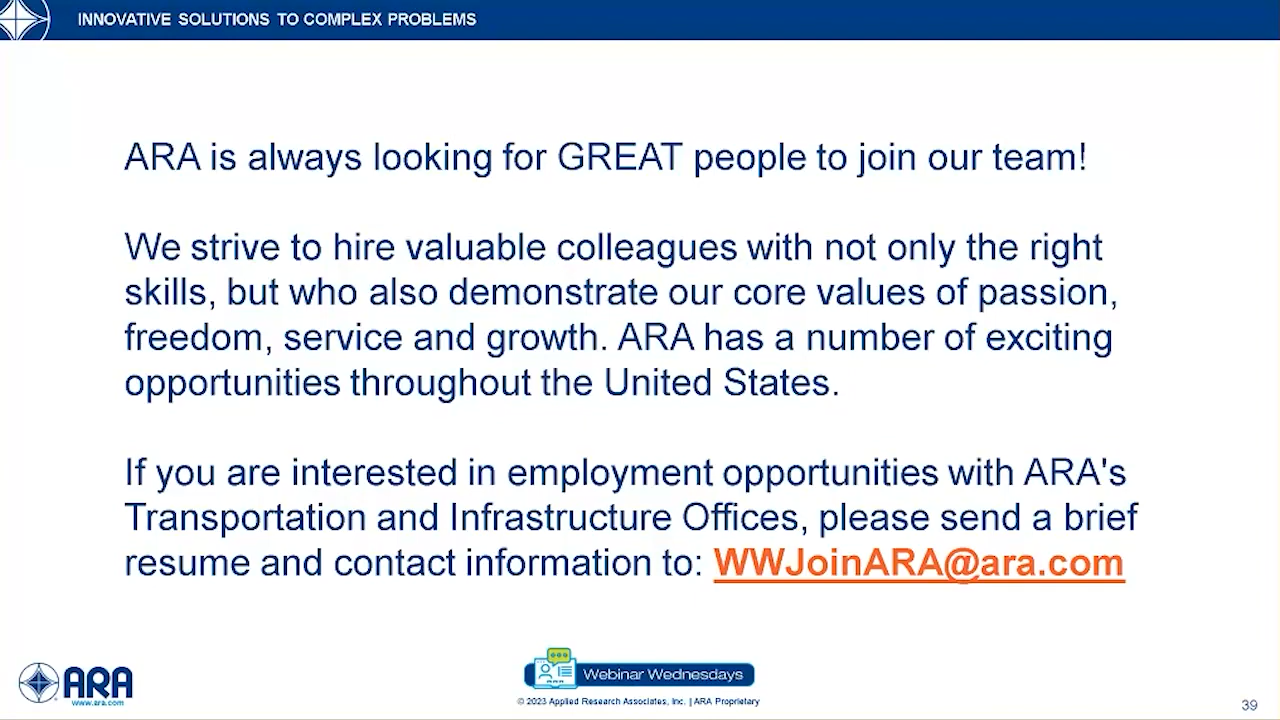 INNOVATIVE SOLUTIONS TO COMPLEX PROBLEMS
ARA is always looking for GREAT people to join our team!
We strive to hire valuable colleagues with not only the right
skills, but who also demonstrate our core values of passion,
freedom, service and growth. ARA has a number of exciting
opportunities throughout the United States.
If you are interested in employment opportunities with ARA's
Transportation and Infrastructure Offices, please send a brief
resume and contact information to: WWJoinARA@ara.com
ARA
www.ara.com
ARA
Webinar Wednesdays
© 2023 Applied Research Associates, Inc. | ARA Proprietary
39